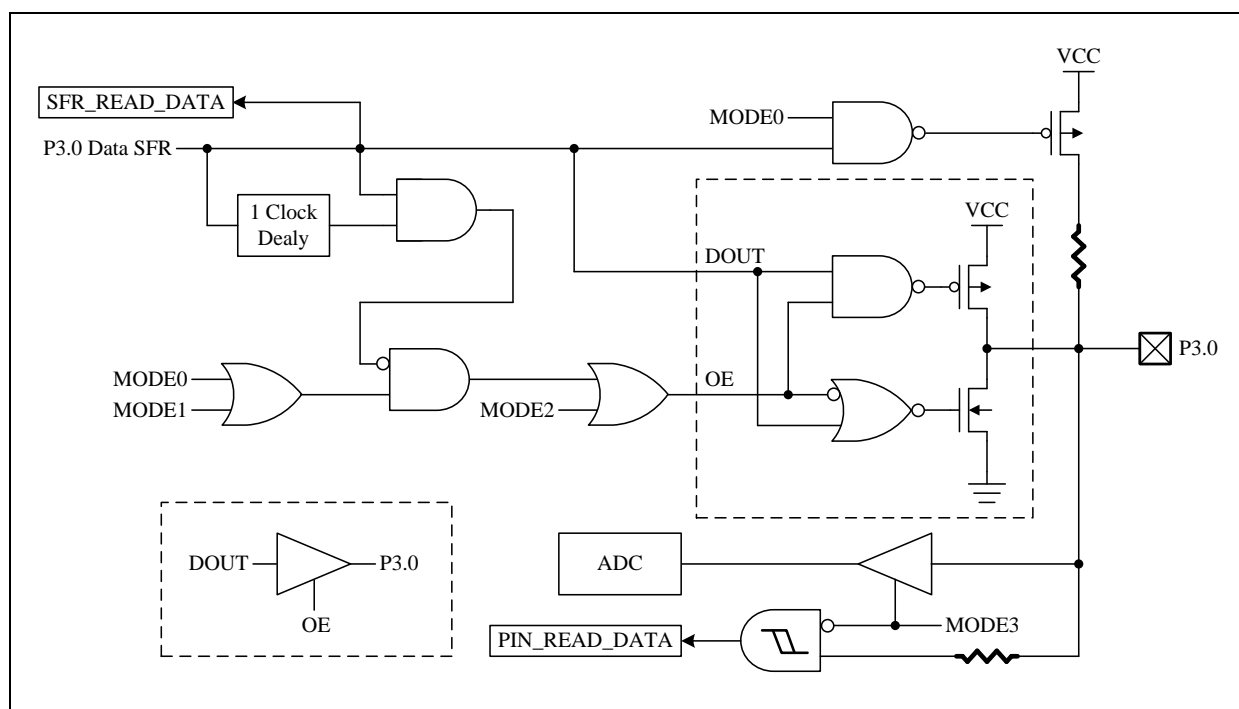 VCC
SFR_READ_DATA
MODE0
P3.0 Data SFR
1 Clock
Dealy
VCC
DOUT
P3.0
MODE0
MODE1
MODE2
OE
DOUT
P3.0
OE
ADC
MODE3
PIN_READ_DATA